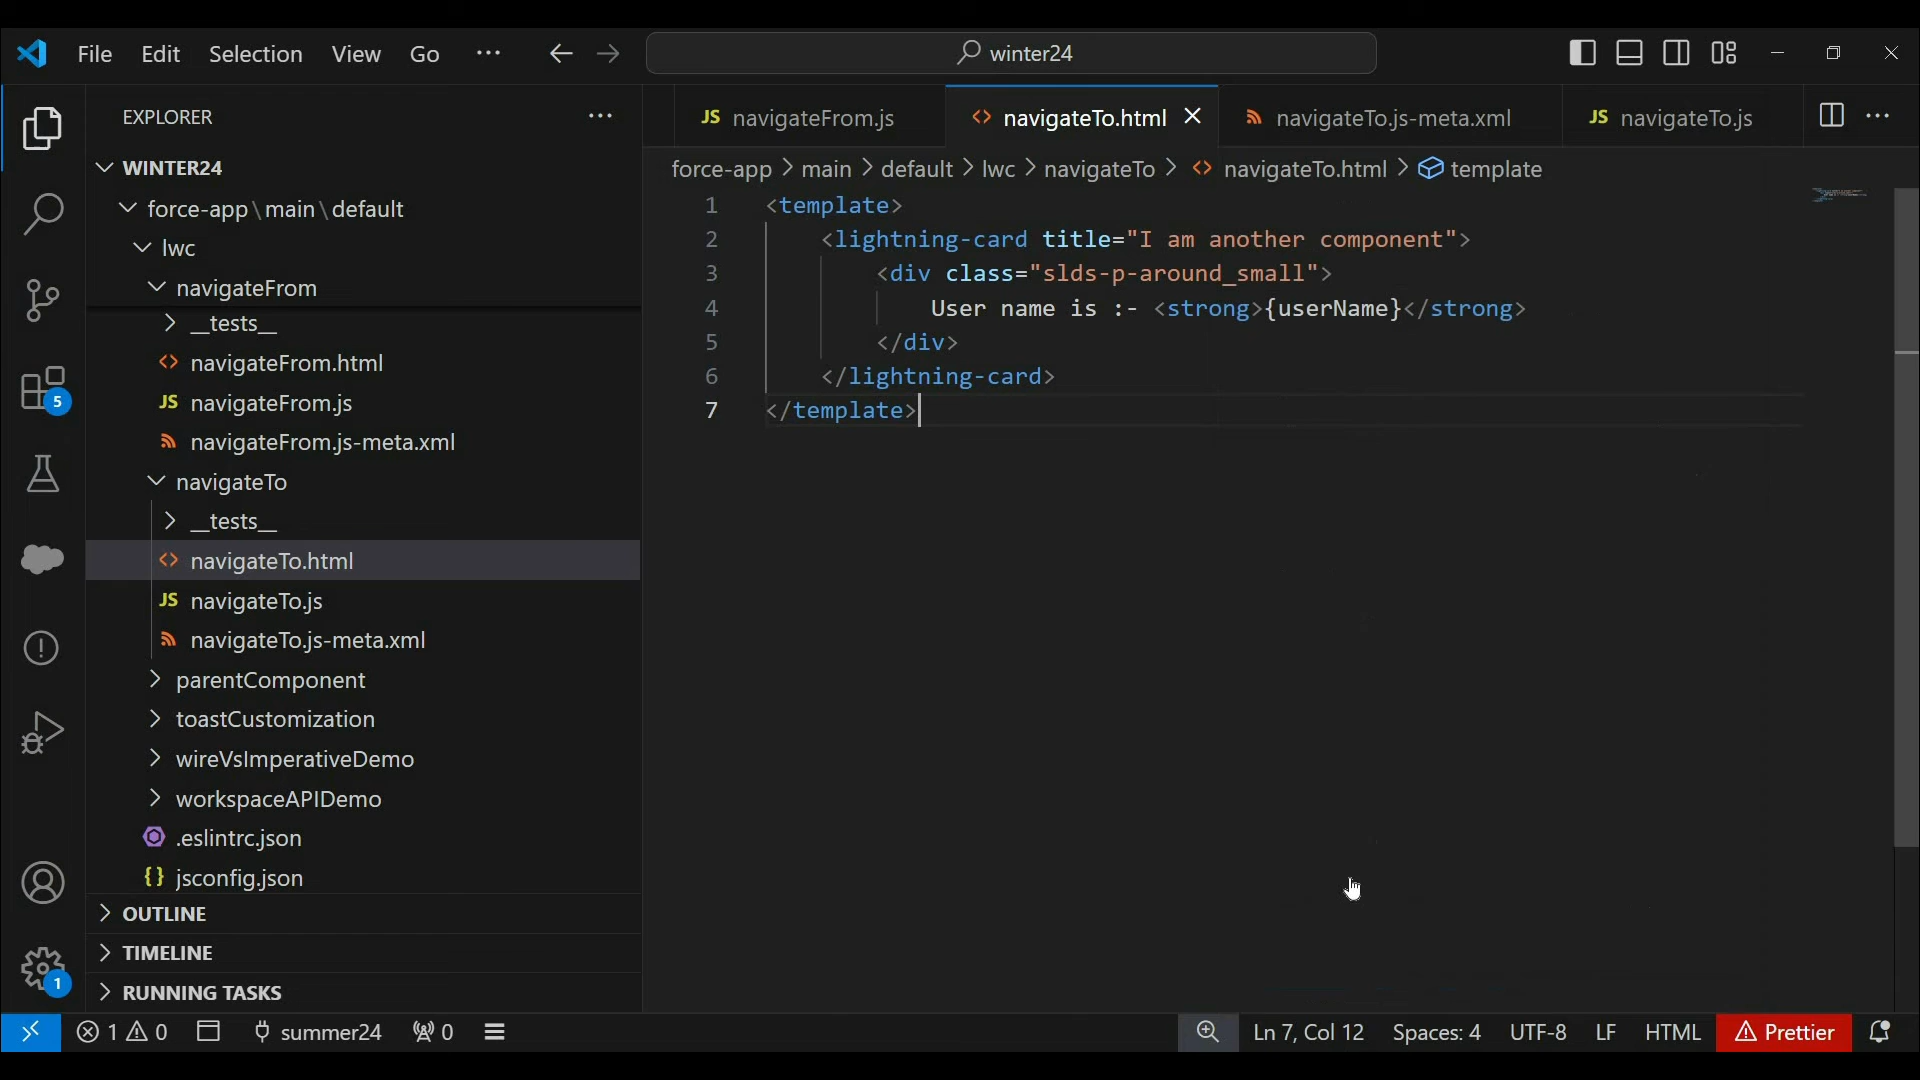 File Edit Selection View Go ···
winter24
EXPLORER ···
WINTER24
force-app\main\default
lwc
navigateFrom
__tests__
<> navigateFrom.html
JS navigateFrom.js
navigateFrom.js-meta.xml
navigateTo
__tests__
<> navigateTo.html
JS navigateTo.js
navigateTo.js-meta.xml
parentComponent
toastCustomization
wireVsImperativeDemo
workspaceAPIDemo
.eslintrc.json
{} jsconfig.json
OUTLINE
TIMELINE
RUNNING TASKS
5
1
JS navigateFrom.js <> navigateTo.html navigateTo.js-meta.xml JS navigateTo.js ···
force-app > main > default > lwc > navigateTo > <> navigateTo.html > template
1 <template>
2 <lightning-card title="I am another component">
3 <div class="slds-p-around_small">
4 User name is :- <strong>{userName}</strong>
5 </div>
6 </lightning-card>
7 </template>
1 0 summer24 0 Ln 7, Col 12 Spaces: 4 UTF-8 LF HTML Prettier